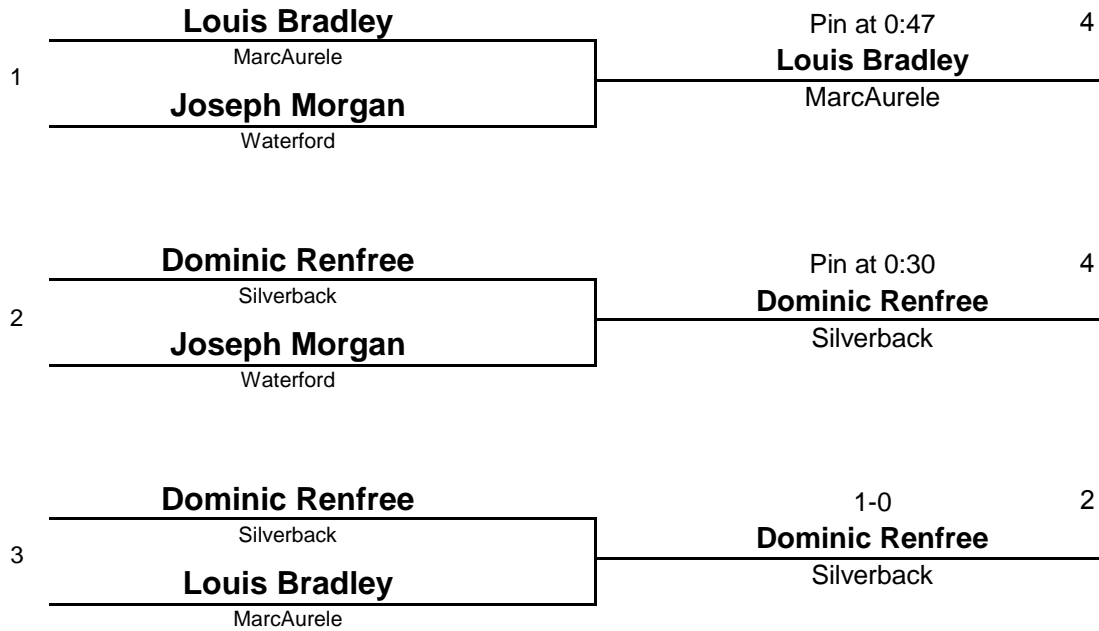 Louis Bradley
Pin at 0:47 4
MarcAurele
Louis Bradley
1
Joseph Morgan
MarcAurele
Waterford
Dominic Renfree
Pin at 0:30 4
Silverback
Dominic Renfree
2
Joseph Morgan
Silverback
Waterford
Dominic Renfree
1-0 2
Silverback
Dominic Renfree
3
Louis Bradley
Silverback
MarcAurele